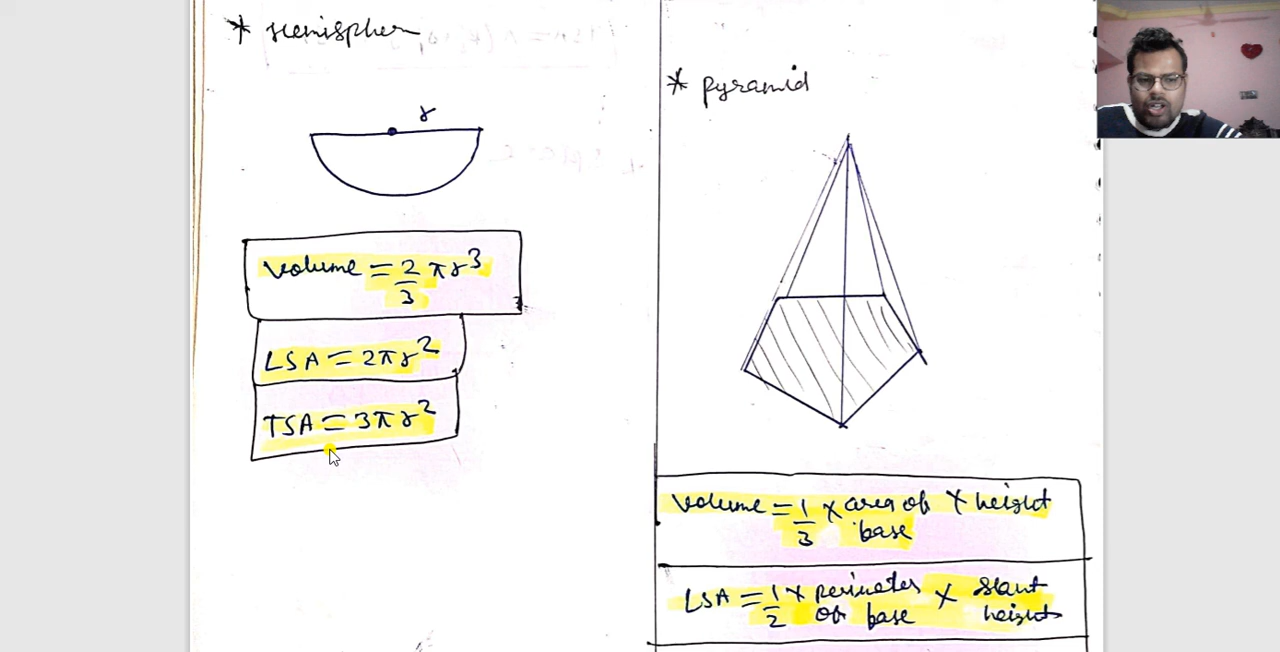 * Hemispher
r
Volume = 2/3 πr³
LSA = 2πr²
TSA = 3πr²
* pyramid
Volume = 1/3 × area of base × height
LSA = 1/2 × perimeter of base × slant height